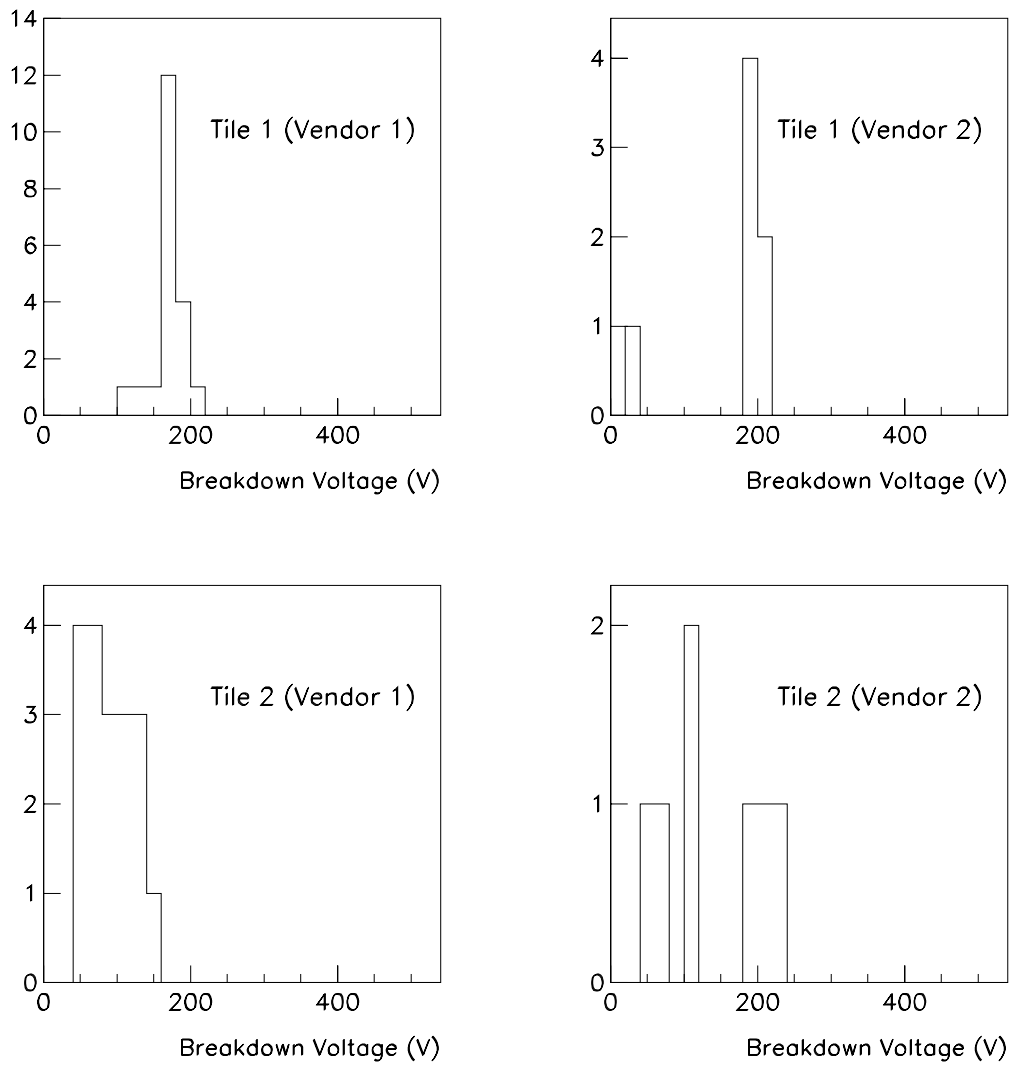 14
12
10
8
6
4
2
0
Tile 1 (Vendor 1)
0 200 400
Breakdown Voltage (V)
4
3
2
1
0
Tile 1 (Vendor 2)
0 200 400
Breakdown Voltage (V)
4
3
2
1
0
Tile 2 (Vendor 1)
0 200 400
Breakdown Voltage (V)
2
1
0
Tile 2 (Vendor 2)
0 200 400
Breakdown Voltage (V)